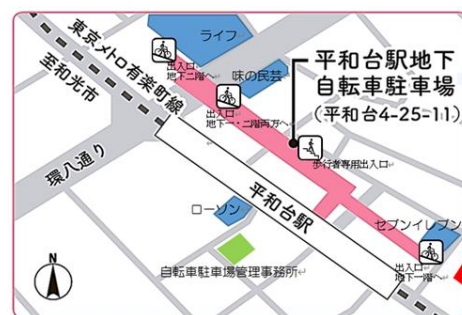 ライフ
東京メトロ有楽町線
至和光市
出入口
地下二階へ
味の民芸
平和台駅地下
自転車駐車場
(平和台4-25-11)
出入口
地下一・二階両方へ
歩行者専用出入口
環八通り
平和台駅
ローソン
セブンイレブン
自転車駐車場管理事務所
出入口
地下一階へ
N